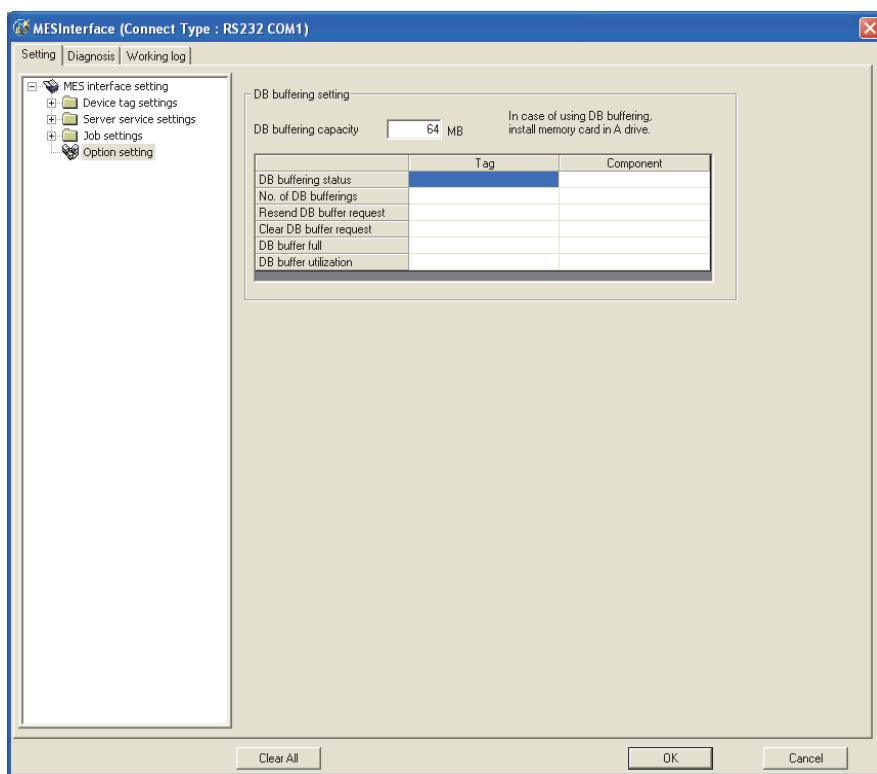 MESInterface (Connect Type : RS232 COM1)
Setting Diagnosis Working log
MES interface setting
Device tag settings
Server service settings
Job settings
Option setting
DB buffering setting
DB buffering capacity 64 MB
In case of using DB buffering,
install memory card in A drive.
Tag Component
DB buffering status
No. of DB bufferings
Resend DB buffer request
Clear DB buffer request
DB buffer full
DB buffer utilization
Clear All OK Cancel